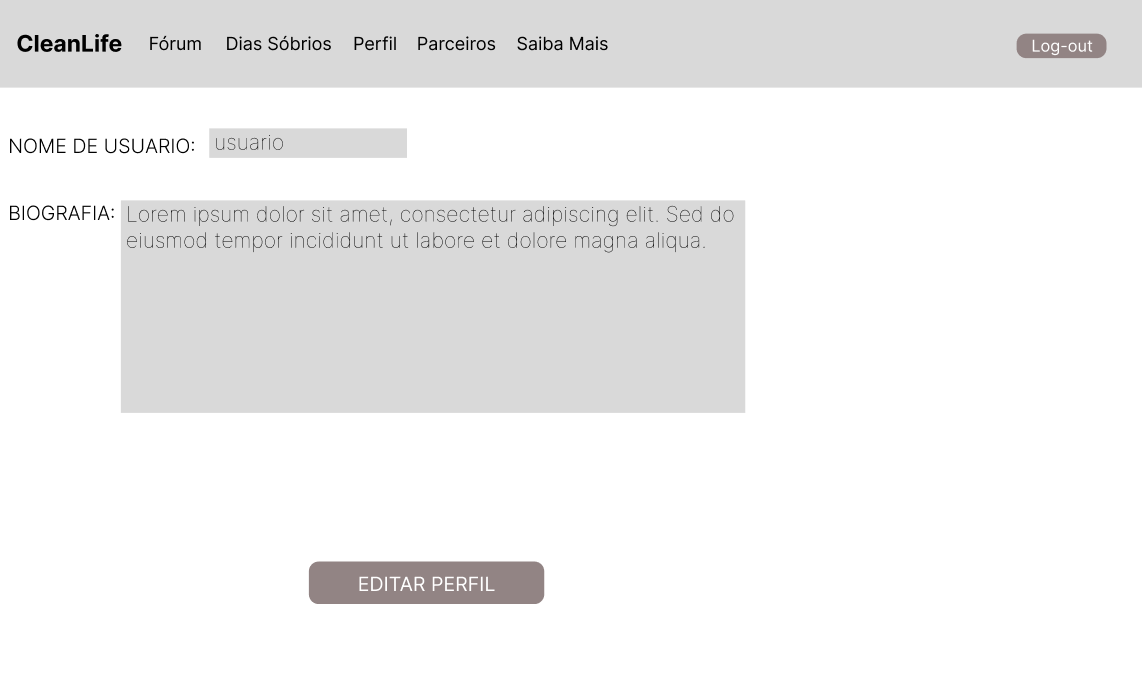 CleanLife Fórum Dias Sóbrios Perfil Parceiros Saiba Mais Log-out
NOME DE USUARIO: usuario
BIOGRAFIA: Lorem ipsum dolor sit amet, consectetur adipiscing elit. Sed do
eiusmod tempor incididunt ut labore et dolore magna aliqua.
EDITAR PERFIL